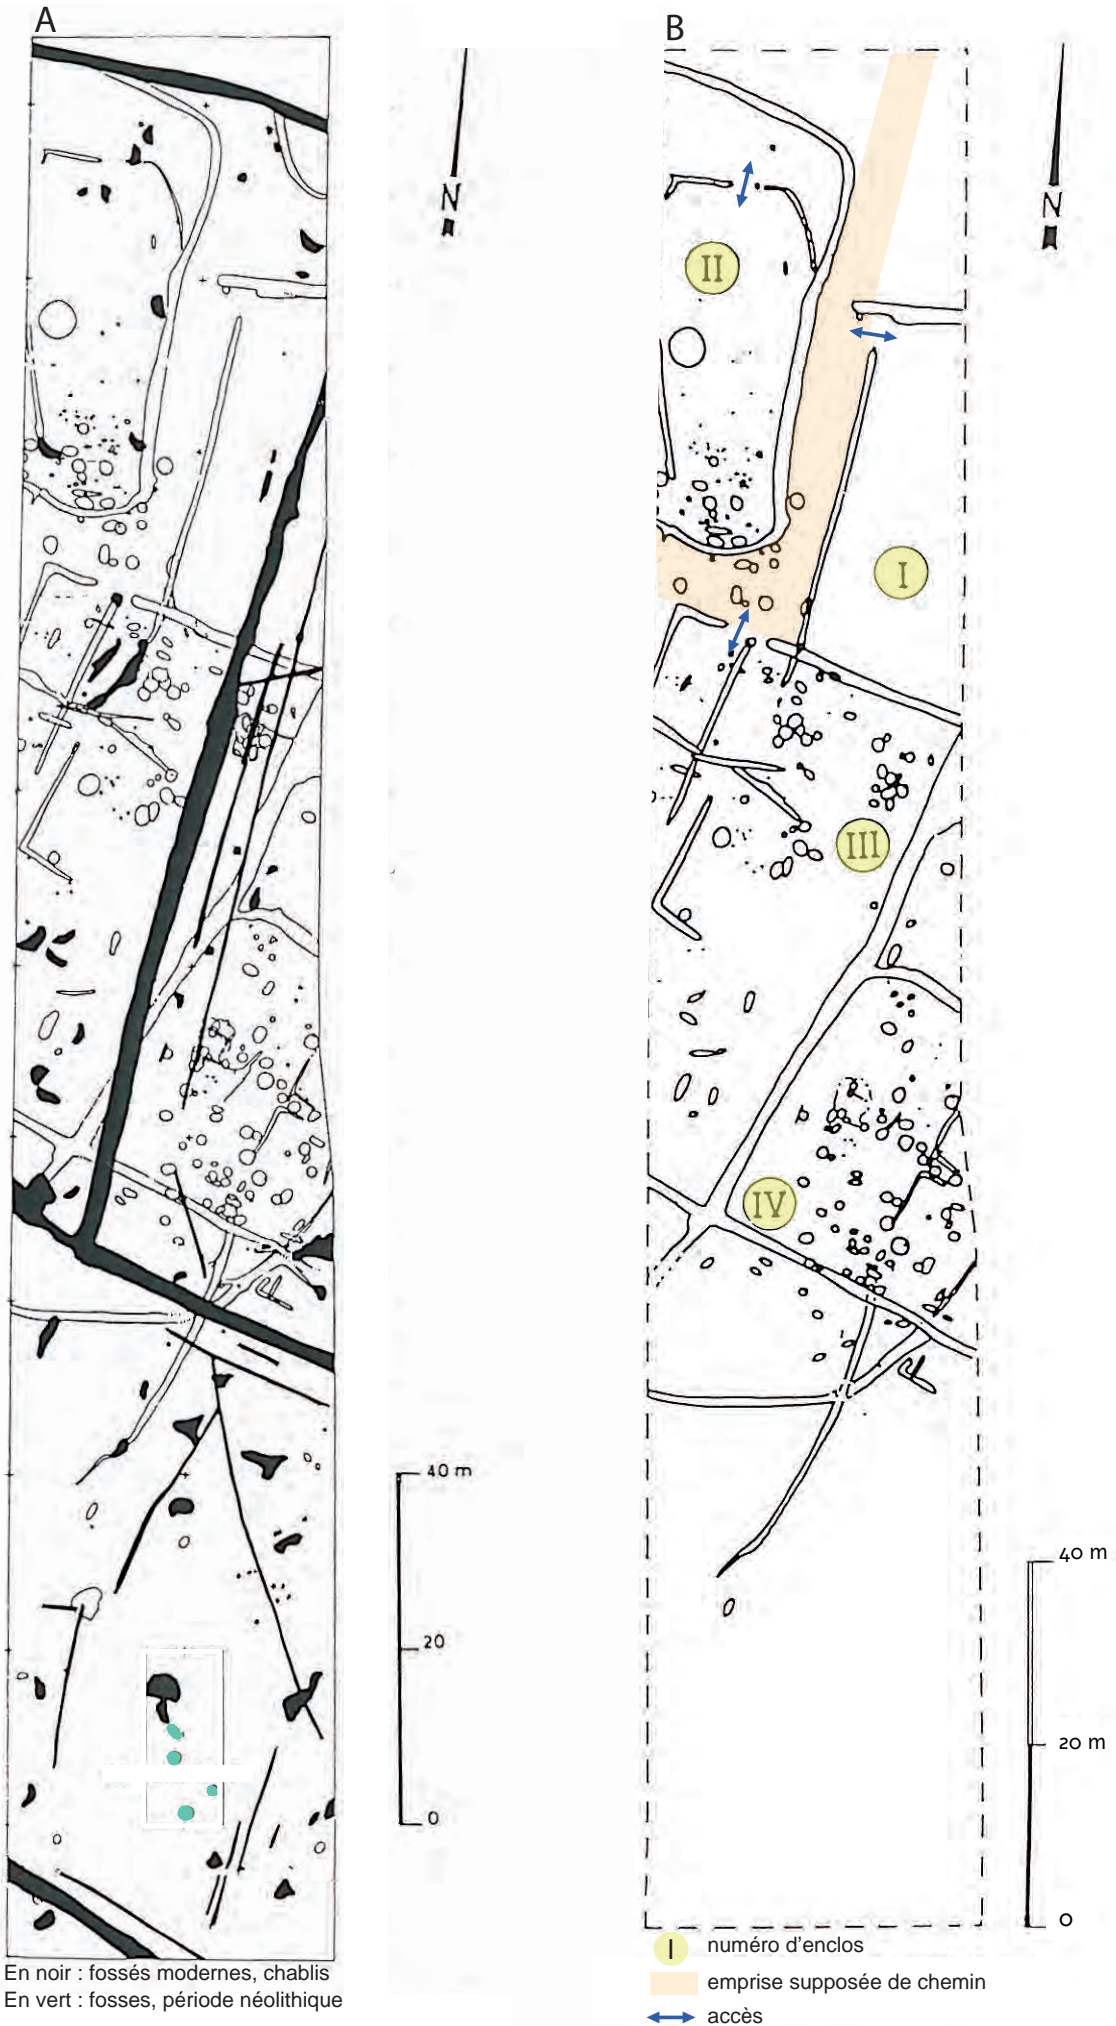 A
B
N
N
II
I
III
IV
40 m
20
0
40 m
20 m
0
En noir : fossés modernes, chablis
En vert : fosses, période néolithique
I numéro d'enclos
emprise supposée de chemin
accès